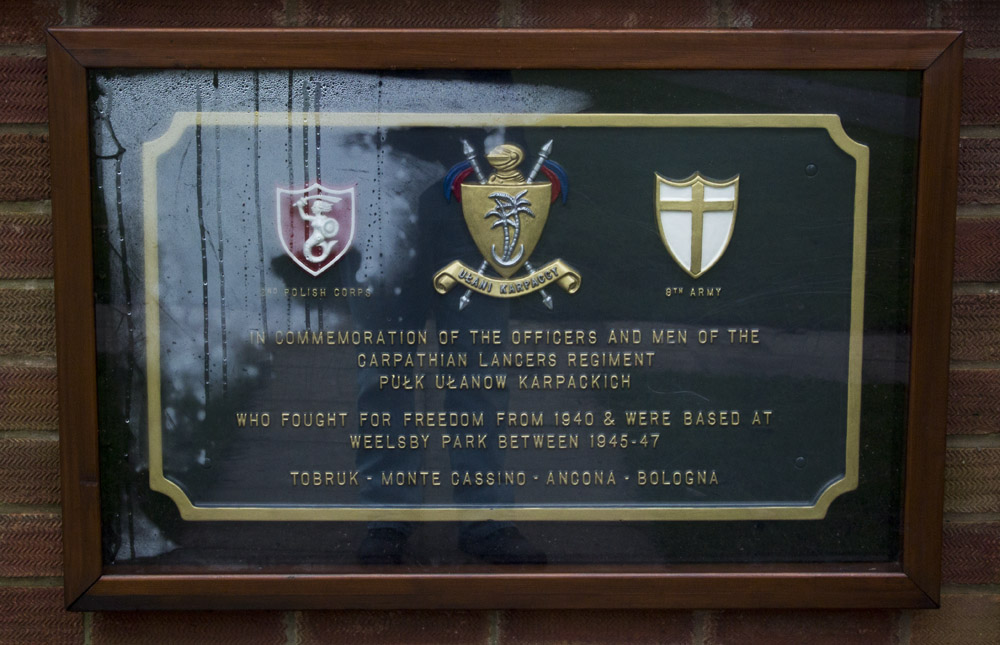 UŁANI KARPACCY
2ND POLISH CORPS
8TH ARMY
IN COMMEMORATION OF THE OFFICERS AND MEN OF THE
CARPATHIAN LANCERS REGIMENT
PUŁK UŁANOW KARPACKICH
WHO FOUGHT FOR FREEDOM FROM 1940 & WERE BASED AT
WEELSBY PARK BETWEEN 1945-47
TOBRUK - MONTE CASSINO - ANCONA - BOLOGNA